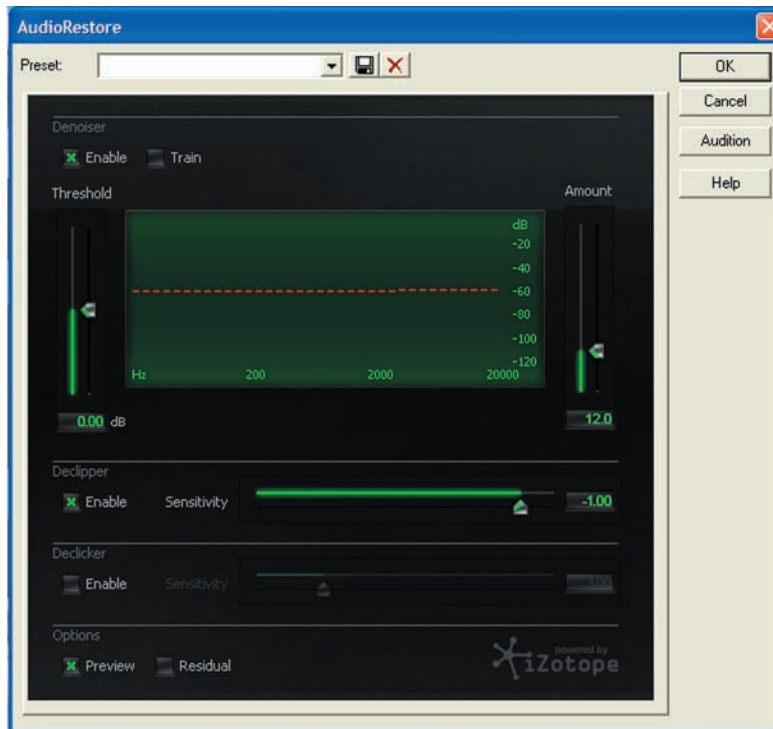 AudioRestore
Preset:
OK
Cancel
Audition
Help
Denoiser
Enable Train
Threshold Amount
dB
-20
-40
-60
-80
-100
-120
Hz 200 2000 20000
0.00 dB
12.0
Declipper
Enable Sensitivity -1.00
Declicker
Enable Sensitivity
Options
Preview Residual
powered by
iZotope